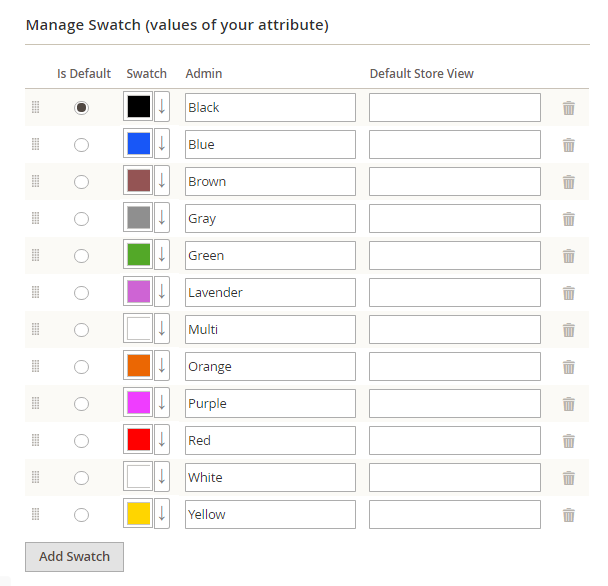 Manage Swatch (values of your attribute)
Is Default Swatch Admin Default Store View
Black
Blue
Brown
Gray
Green
Lavender
Multi
Orange
Purple
Red
White
Yellow
Add Swatch